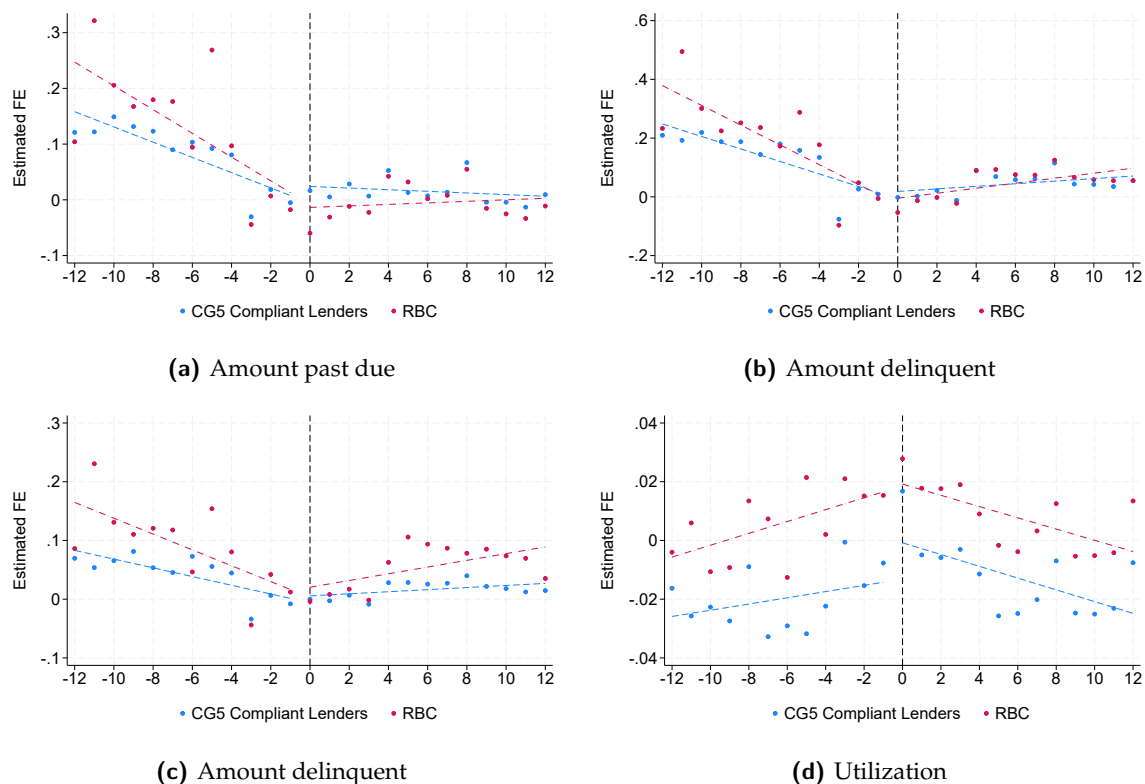 .3
.2
.1
0
-.1
Estimated FE
-12 -10 -8 -6 -4 -2 0 2 4 6 8 10 12
CG5 Compliant Lenders RBC
(a) Amount past due
.6
.4
.2
0
-.2
Estimated FE
-12 -10 -8 -6 -4 -2 0 2 4 6 8 10 12
CG5 Compliant Lenders RBC
(b) Amount delinquent
.3
.2
.1
0
-.1
Estimated FE
-12 -10 -8 -6 -4 -2 0 2 4 6 8 10 12
CG5 Compliant Lenders RBC
(c) Amount delinquent
.04
.02
0
-.02
-.04
Estimated FE
-12 -10 -8 -6 -4 -2 0 2 4 6 8 10 12
CG5 Compliant Lenders RBC
(d) Utilization